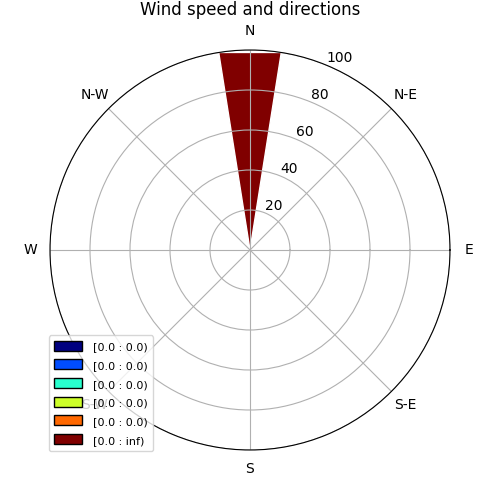 Wind speed and directions
N
100
N-W
80
N-E
60
40
20
W
E
[0.0 : 0.0)
[0.0 : 0.0)
[0.0 : 0.0)
[0.0 : 0.0)
[0.0 : 0.0)
[0.0 : inf)
S-W
S-E
S